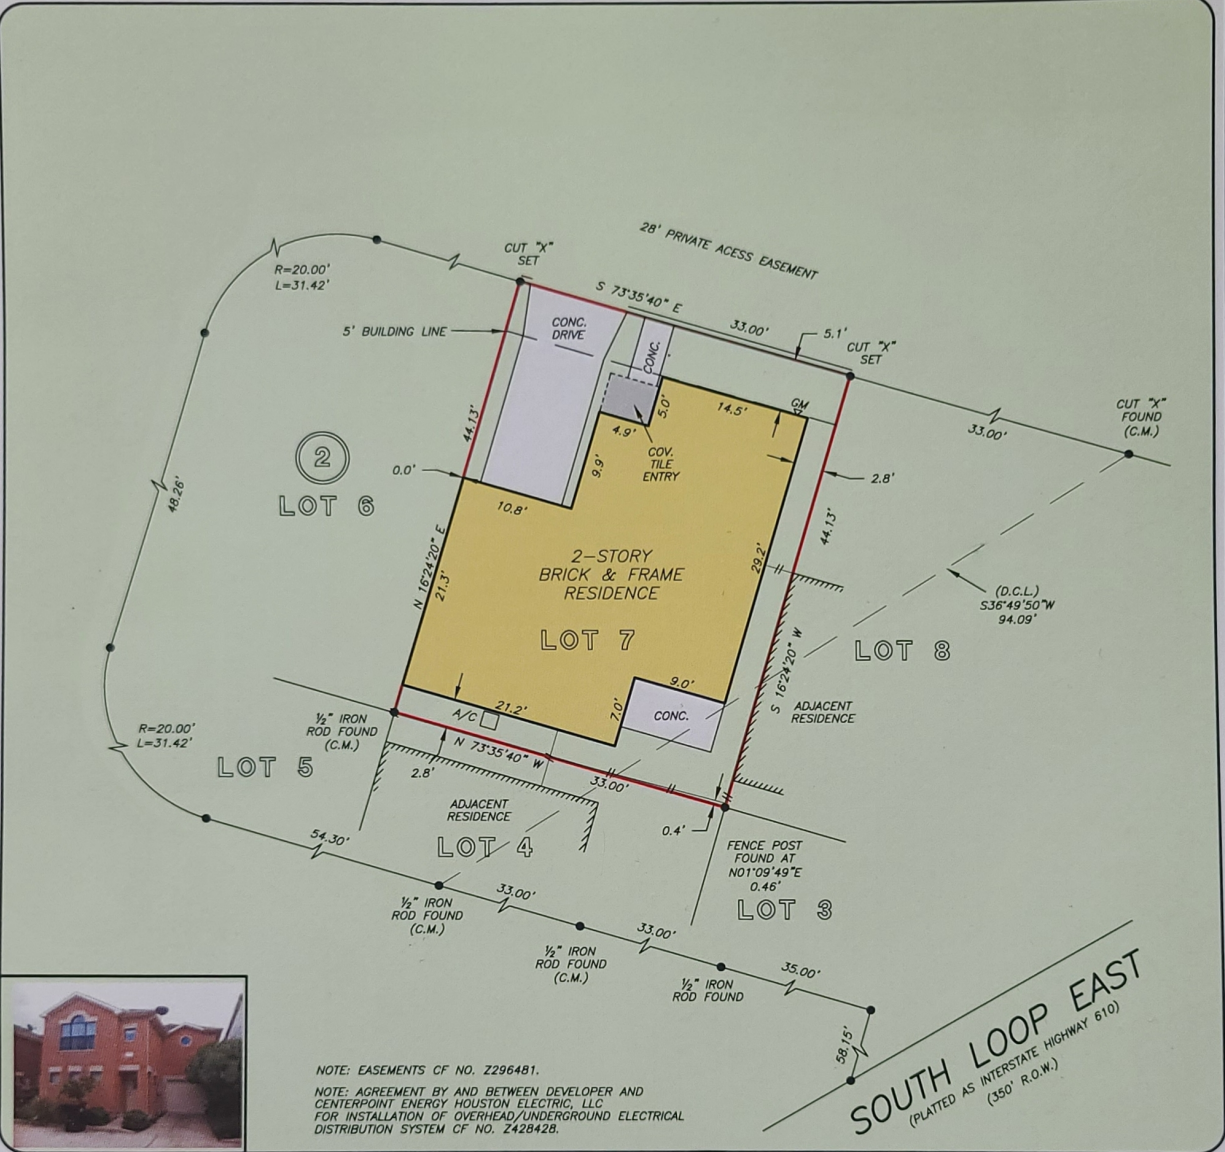 28' PRIVATE ACESS EASEMENT
CUT "X"
SET
R=20.00'
L=31.42'
S 73°35'40" E
33.00'
5.1'
5' BUILDING LINE
CONC.
DRIVE
CONC.
CUT "X"
SET
CUT "X"
FOUND
(C.M.)
33.00'
14.5'
GM
5.0'
4.9'
COV.
TILE
ENTRY
44.13'
0.0'
9.9'
10.8'
2.8'
44.13'
2
LOT 6
48.26'
N 16°24'20" E
21.3'
2-STORY
BRICK & FRAME
RESIDENCE
29.2'
LOT 7
(D.C.L.)
S36°49'50"W
94.09'
LOT 8
S 16°24'20" W
ADJACENT
RESIDENCE
9.0'
7.0'
CONC.
21.2'
A/C
½" IRON
ROD FOUND
(C.M.)
N 73°35'40" W
33.00'
R=20.00'
L=31.42'
LOT 5
2.8'
ADJACENT
RESIDENCE
LOT 4
0.4'
FENCE POST
FOUND AT
N01°09'49"E
0.46'
LOT 3
54.30'
½" IRON
ROD FOUND
(C.M.)
33.00'
½" IRON
ROD FOUND
(C.M.)
33.00'
½" IRON
ROD FOUND
35.00'
58.15'
SOUTH LOOP EAST
(PLATTED AS INTERSTATE HIGHWAY 610)
(350' R.O.W.)
NOTE: EASEMENTS CF NO. Z296481.
NOTE: AGREEMENT BY AND BETWEEN DEVELOPER AND
CENTERPOINT ENERGY HOUSTON ELECTRIC, LLC
FOR INSTALLATION OF OVERHEAD/UNDERGROUND ELECTRICAL
DISTRIBUTION SYSTEM CF NO. Z428428.